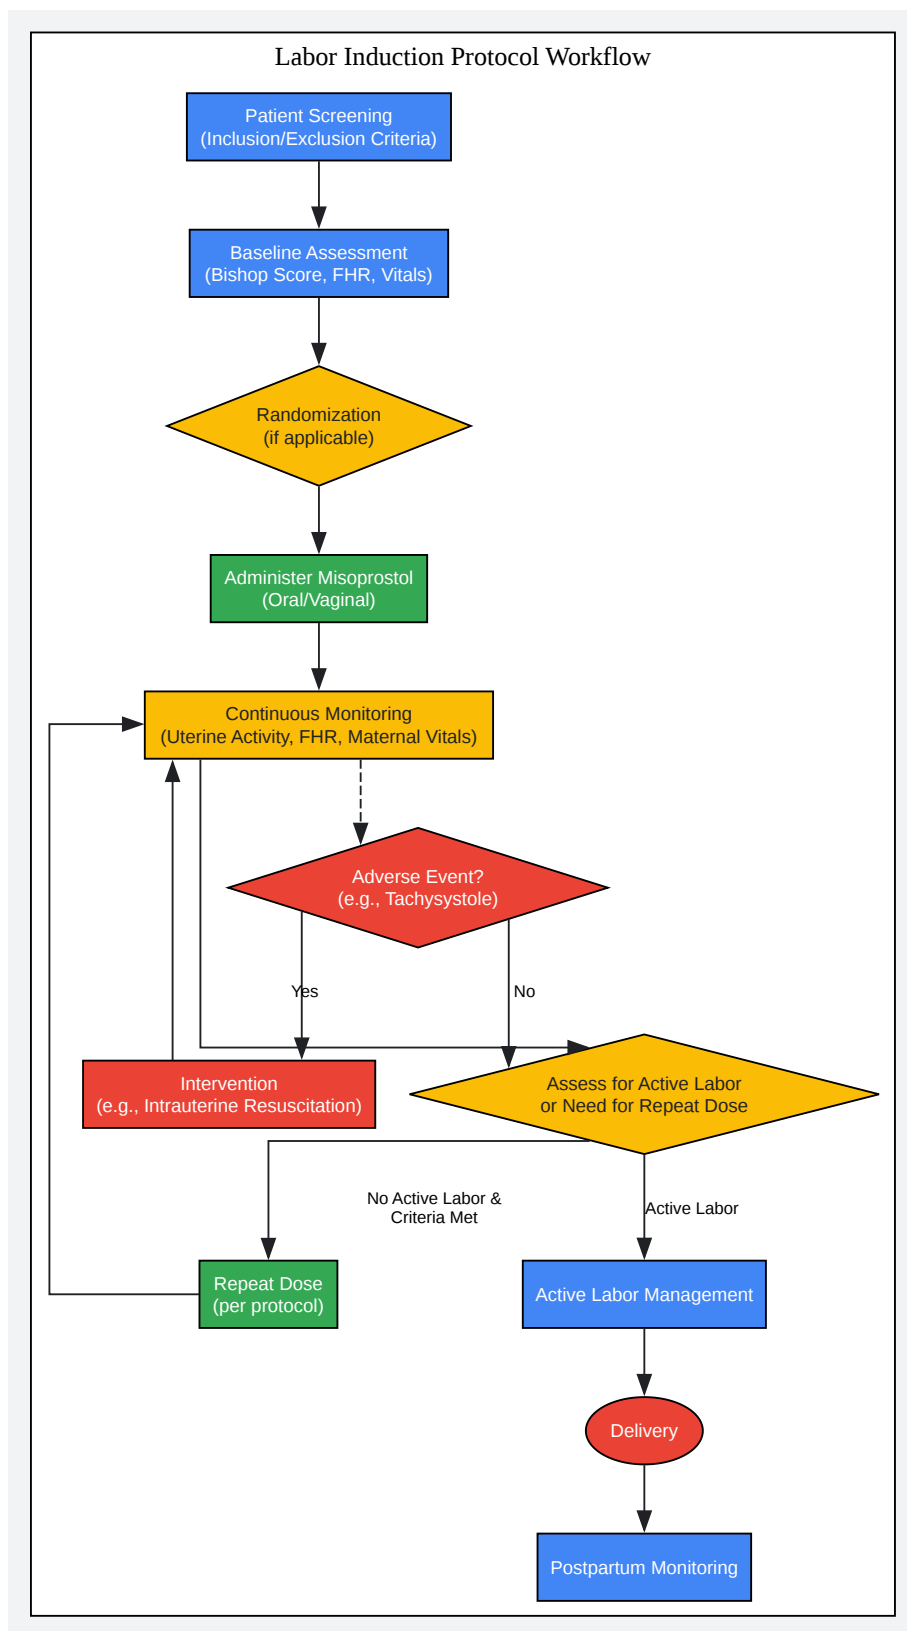 Labor Induction Protocol Workflow
Patient Screening
(Inclusion/Exclusion Criteria)
Baseline Assessment
(Bishop Score, FHR, Vitals)
Randomization
(if applicable)
Administer Misoprostol
(Oral/Vaginal)
Continuous Monitoring
(Uterine Activity, FHR, Maternal Vitals)
Adverse Event?
(e.g., Tachysystole)
Yes
No
Intervention
(e.g., Intrauterine Resuscitation)
Assess for Active Labor
or Need for Repeat Dose
No Active Labor &
Criteria Met
Active Labor
Repeat Dose
(per protocol)
Active Labor Management
Delivery
Postpartum Monitoring